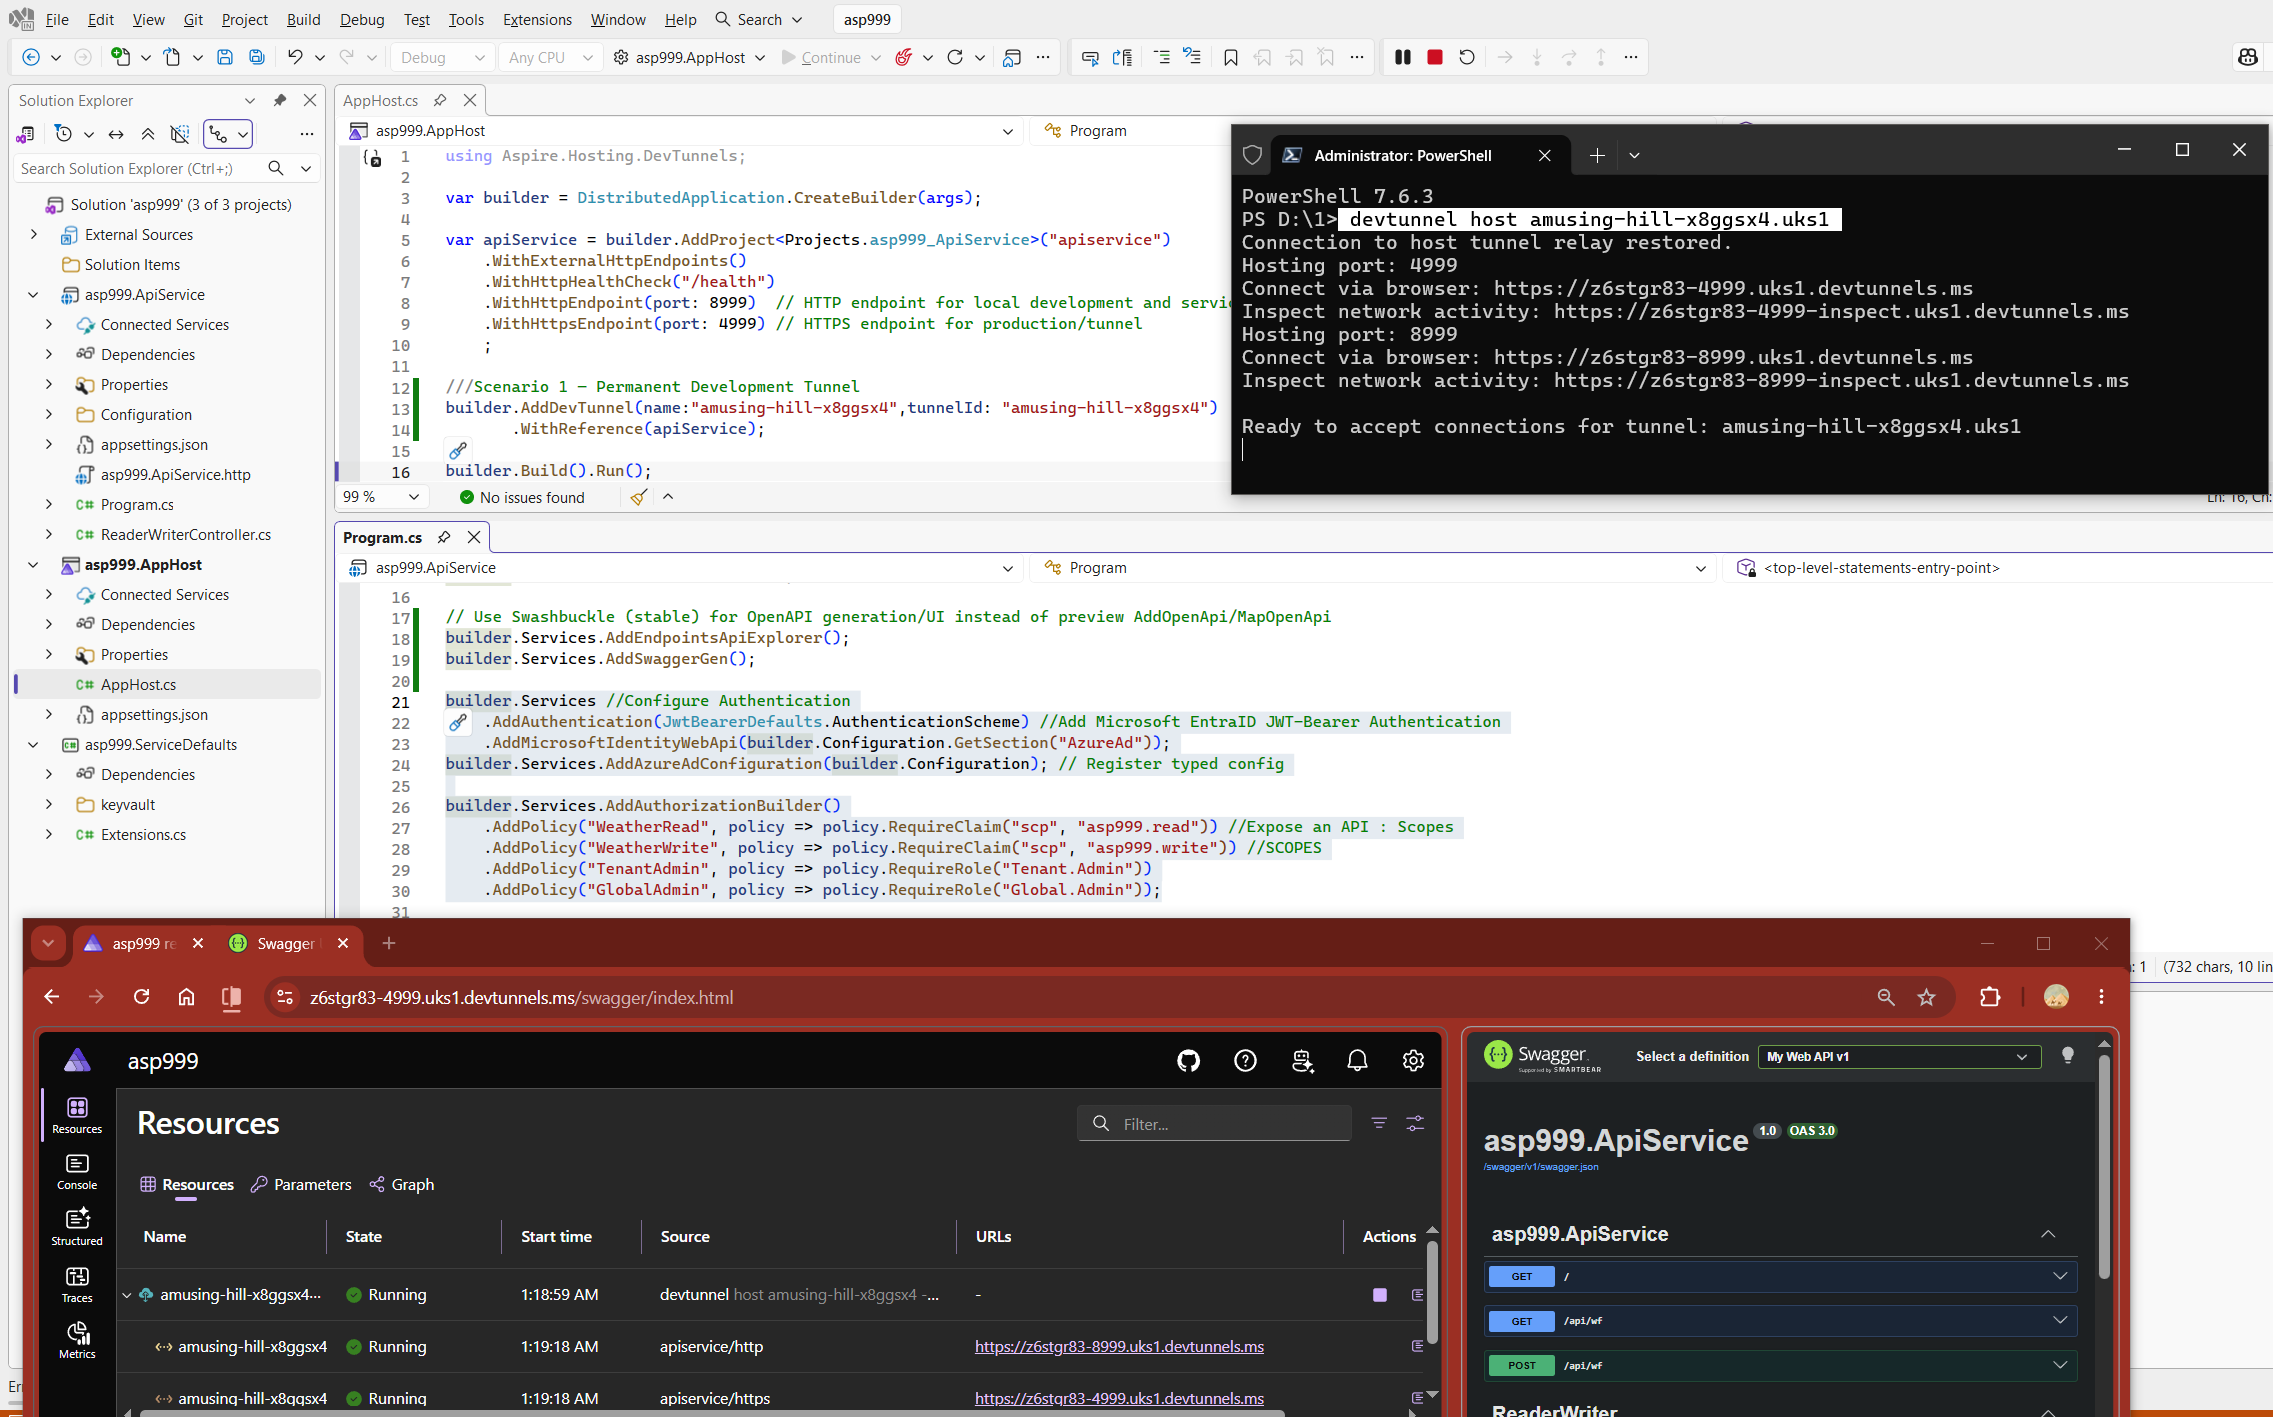 File Edit View Git Project Build Debug Test Tools Extensions Window Help Search asp999
Debug Any CPU asp999.AppHost Continue
Solution Explorer
Search Solution Explorer (Ctrl+;)
Solution 'asp999' (3 of 3 projects)
External Sources
Solution Items
asp999.ApiService
Connected Services
Dependencies
Properties
Configuration
appsettings.json
asp999.ApiService.http
Program.cs
ReaderWriterController.cs
asp999.AppHost
Connected Services
Dependencies
Properties
AppHost.cs
appsettings.json
asp999.ServiceDefaults
Dependencies
keyvault
Extensions.cs
AppHost.cs
asp999.AppHost Program
1 using Aspire.Hosting.DevTunnels;
2
3 var builder = DistributedApplication.CreateBuilder(args);
4
5 var apiService = builder.AddProject<Projects.asp999_ApiService>("apiservice")
6 .WithExternalHttpEndpoints()
7 .WithHttpHealthCheck("/health")
8 .WithHttpEndpoint(port: 8999) // HTTP endpoint for local development and servi
9 .WithHttpsEndpoint(port: 4999) // HTTPS endpoint for production/tunnel
10 ;
11
12 ///Scenario 1 - Permanent Development Tunnel
13 builder.AddDevTunnel(name:"amusing-hill-x8ggsx4",tunnelId: "amusing-hill-x8ggsx4")
14 .WithReference(apiService);
15
16 builder.Build().Run();
99 % No issues found
Administrator: PowerShell
PowerShell 7.6.3
PS D:\1> devtunnel host amusing-hill-x8ggsx4.uks1
Connection to host tunnel relay restored.
Hosting port: 4999
Connect via browser: https://z6stgr83-4999.uks1.devtunnels.ms
Inspect network activity: https://z6stgr83-4999-inspect.uks1.devtunnels.ms
Hosting port: 8999
Connect via browser: https://z6stgr83-8999.uks1.devtunnels.ms
Inspect network activity: https://z6stgr83-8999-inspect.uks1.devtunnels.ms
Ready to accept connections for tunnel: amusing-hill-x8ggsx4.uks1
Program.cs
asp999.ApiService Program <top-level-statements-entry-point>
16
17 // Use Swashbuckle (stable) for OpenAPI generation/UI instead of preview AddOpenApi/MapOpenApi
18 builder.Services.AddEndpointsApiExplorer();
19 builder.Services.AddSwaggerGen();
20
21 builder.Services //Configure Authentication
22 .AddAuthentication(JwtBearerDefaults.AuthenticationScheme) //Add Microsoft EntraID JWT-Bearer Authentication
23 .AddMicrosoftIdentityWebApi(builder.Configuration.GetSection("AzureAd"));
24 builder.Services.AddAzureAdConfiguration(builder.Configuration); // Register typed config
25
26 builder.Services.AddAuthorizationBuilder()
27 .AddPolicy("WeatherRead", policy => policy.RequireClaim("scp", "asp999.read")) //Expose an API : Scopes
28 .AddPolicy("WeatherWrite", policy => policy.RequireClaim("scp", "asp999.write")) //SCOPES
29 .AddPolicy("TenantAdmin", policy => policy.RequireRole("Tenant.Admin"))
30 .AddPolicy("GlobalAdmin", policy => policy.RequireRole("Global.Admin"));
31
: 1 (732 chars, 10 lin
asp999 re Swagger
z6stgr83-4999.uks1.devtunnels.ms/swagger/index.html
asp999
Resources
Console
Structured
Traces
Metrics
Resources
Filter...
Resources Parameters Graph
Name State Start time Source URLs Actions
amusing-hill-x8ggsx4... Running 1:18:59 AM devtunnel host amusing-hill-x8ggsx4 -... -
amusing-hill-x8ggsx4 Running 1:19:18 AM apiservice/http https://z6stgr83-8999.uks1.devtunnels.ms
amusing-hill-x8ggsx4 Running 1:19:18 AM apiservice/https https://z6stgr83-4999.uks1.devtunnels.ms
Swagger. Supported by SMARTBEAR
Select a definition My Web API v1
asp999.ApiService 1.0 OAS 3.0
/swagger/v1/swagger.json
asp999.ApiService
GET /
GET /api/wf
POST /api/wf
ReaderWriter